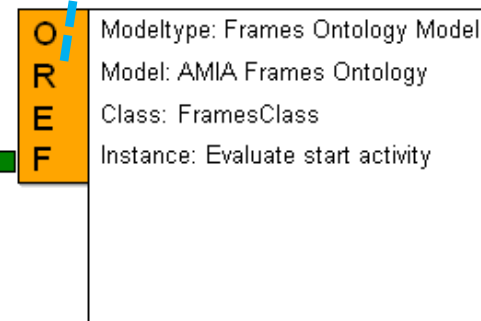 O
R
E
F
Modeltype: Frames Ontology Model
Model: AMIA Frames Ontology
Class: FramesClass
Instance: Evaluate start activity